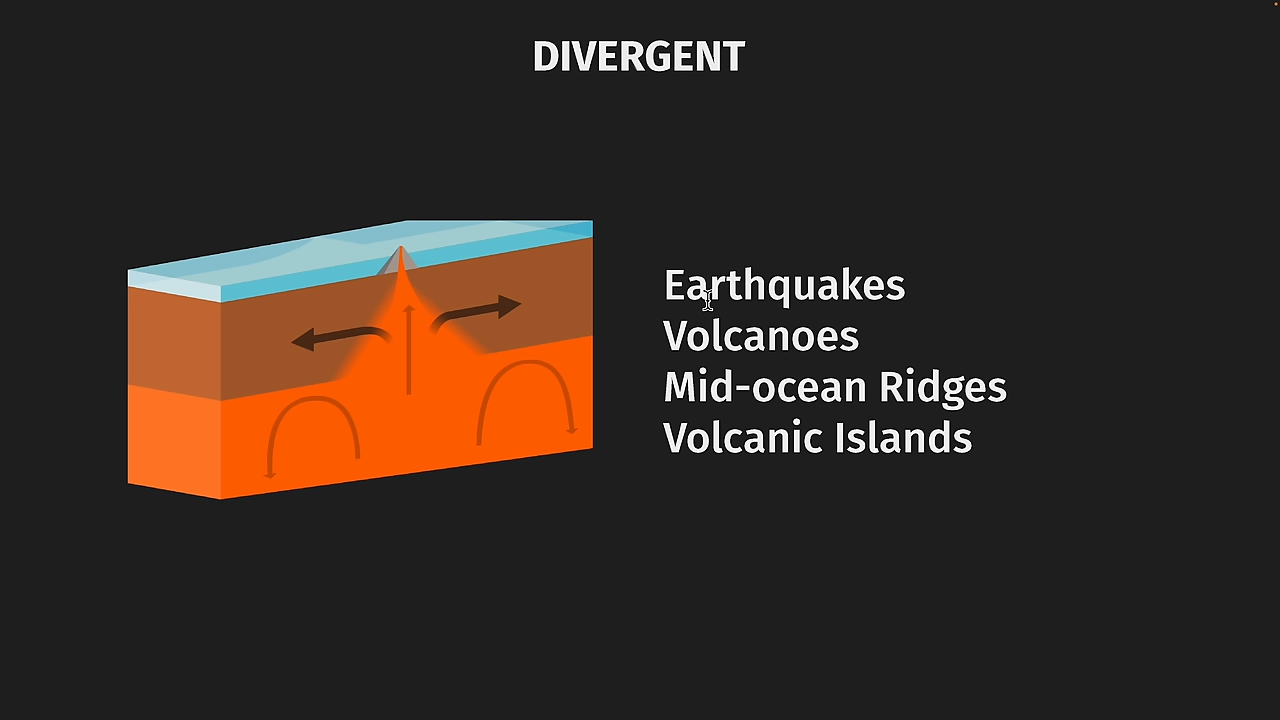 DIVERGENT
Earthquakes
Volcanoes
Mid-ocean Ridges
Volcanic Islands